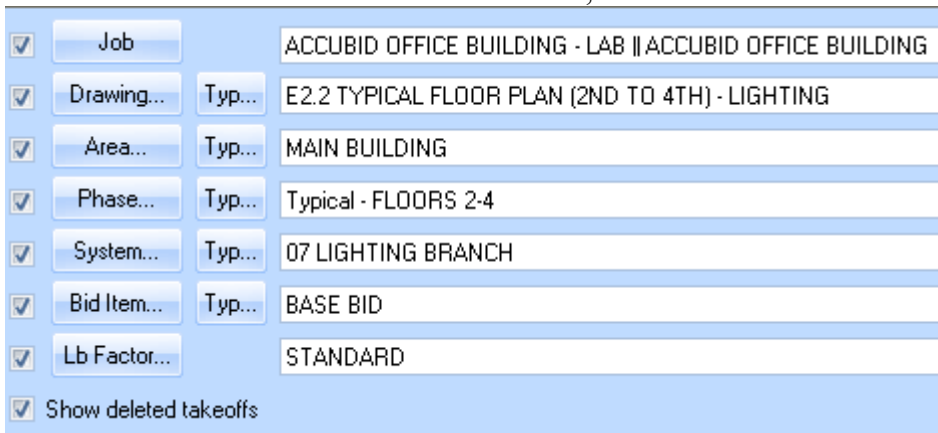 Job ACCUBID OFFICE BUILDING - LAB || ACCUBID OFFICE BUILDING
Drawing... Typ... E2.2 TYPICAL FLOOR PLAN (2ND TO 4TH) - LIGHTING
Area... Typ... MAIN BUILDING
Phase... Typ... Typical - FLOORS 2-4
System... Typ... 07 LIGHTING BRANCH
Bid Item... Typ... BASE BID
Lb Factor... STANDARD
Show deleted takeoffs